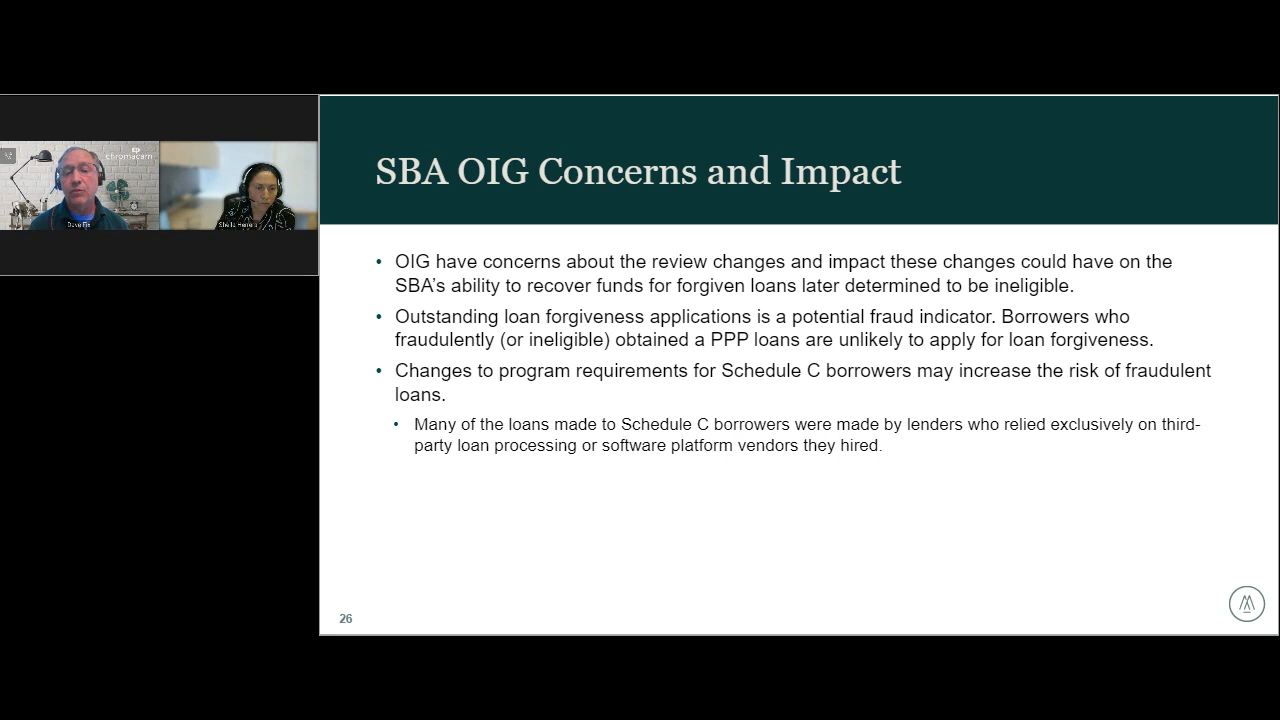 chromacam
Dave Fix
SBA OIG Concerns and Impact
• OIG have concerns about the review changes and impact these changes could have on the
SBA’s ability to recover funds for forgiven loans later determined to be ineligible.
• Outstanding loan forgiveness applications is a potential fraud indicator. Borrowers who
fraudulently (or ineligible) obtained a PPP loans are unlikely to apply for loan forgiveness.
• Changes to program requirements for Schedule C borrowers may increase the risk of fraudulent
loans.
• Many of the loans made to Schedule C borrowers were made by lenders who relied exclusively on third-
party loan processing or software platform vendors they hired.
26